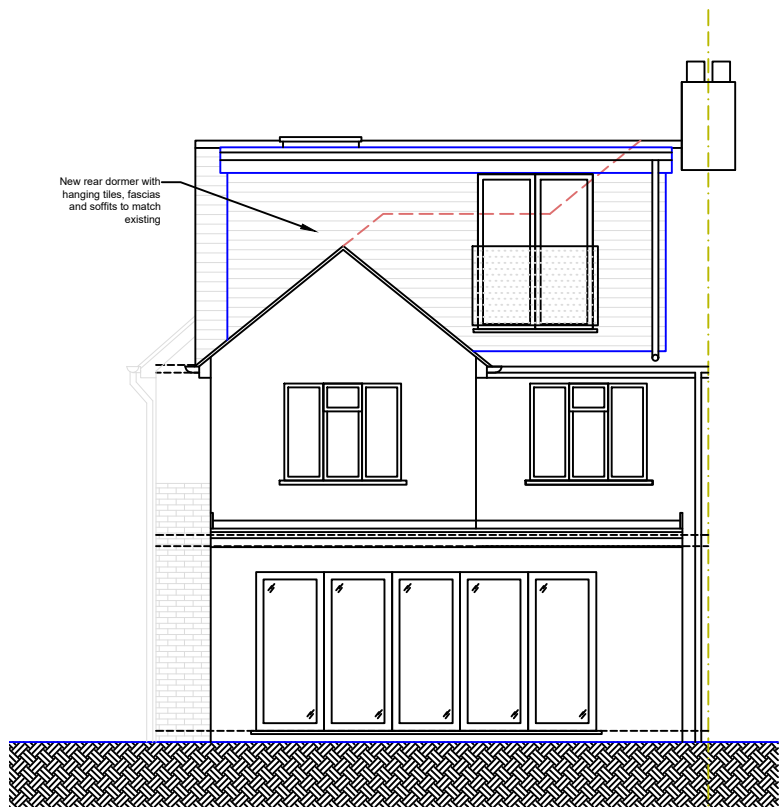 New rear dormer with
hanging tiles, fascias
and soffits to match
existing